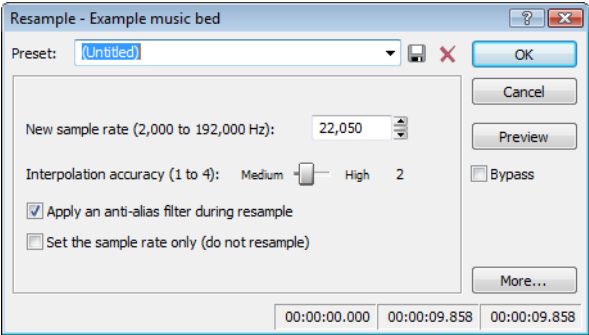 Resample - Example music bed
Preset: (Untitled) OK
Cancel
New sample rate (2,000 to 192,000 Hz): 22,050 Preview
Interpolation accuracy (1 to 4): Medium High 2 Bypass
Apply an anti-alias filter during resample
Set the sample rate only (do not resample)
More...
00:00:00.000 00:00:09.858 00:00:09.858